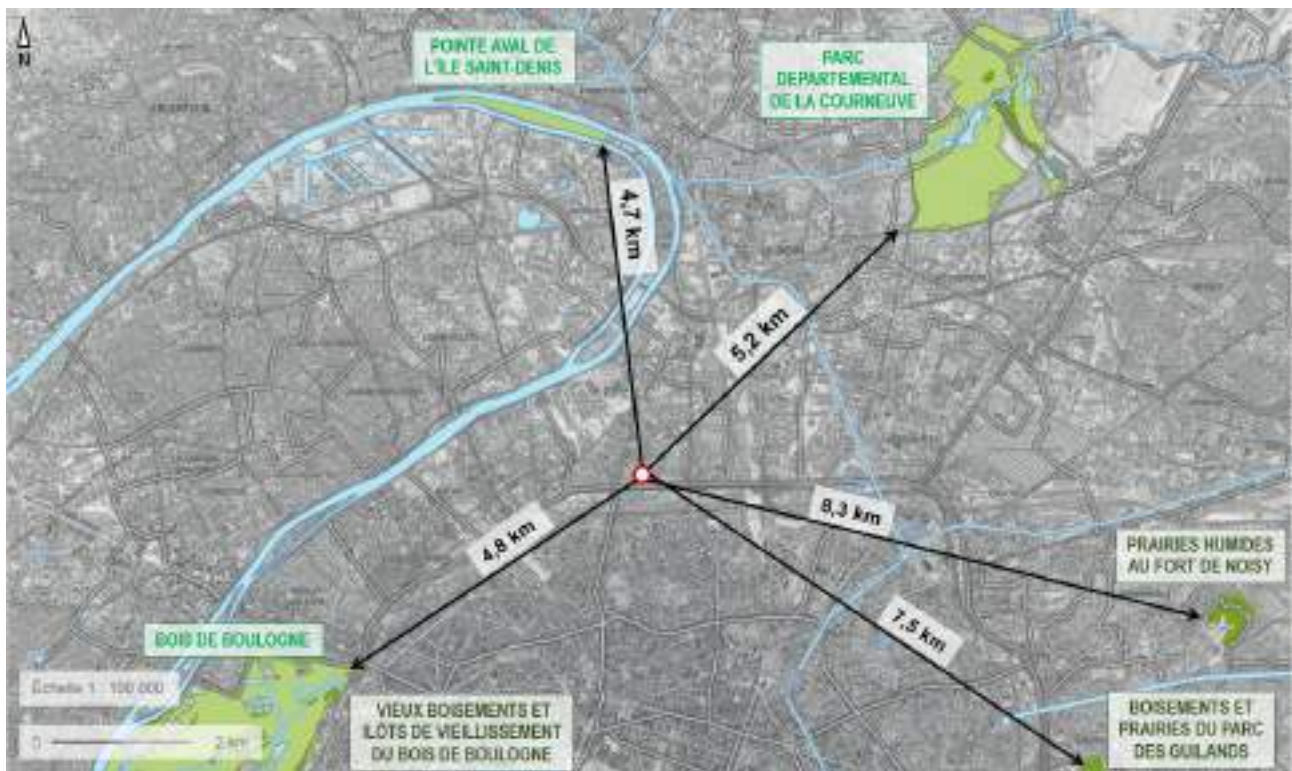 N
POINTE AVAL DE
L'ÎLE SAINT-DENIS
PARC
DEPARTEMENTAL
DE LA COURNEUVE
4,7 km
5,2 km
4,8 km
8,3 km
7,5 km
PRAIRIES HUMIDES
AU FORT DE NOISY
BOIS DE BOULOGNE
Echelle 1 : 100 000
0 2 km
VIEUX BOISEMENTS ET
ILOTS DE VIEILLISSEMENT
DU BOIS DE BOULOGNE
BOISEMENTS ET
PRAIRIES DU PARC
DES GUILANDS